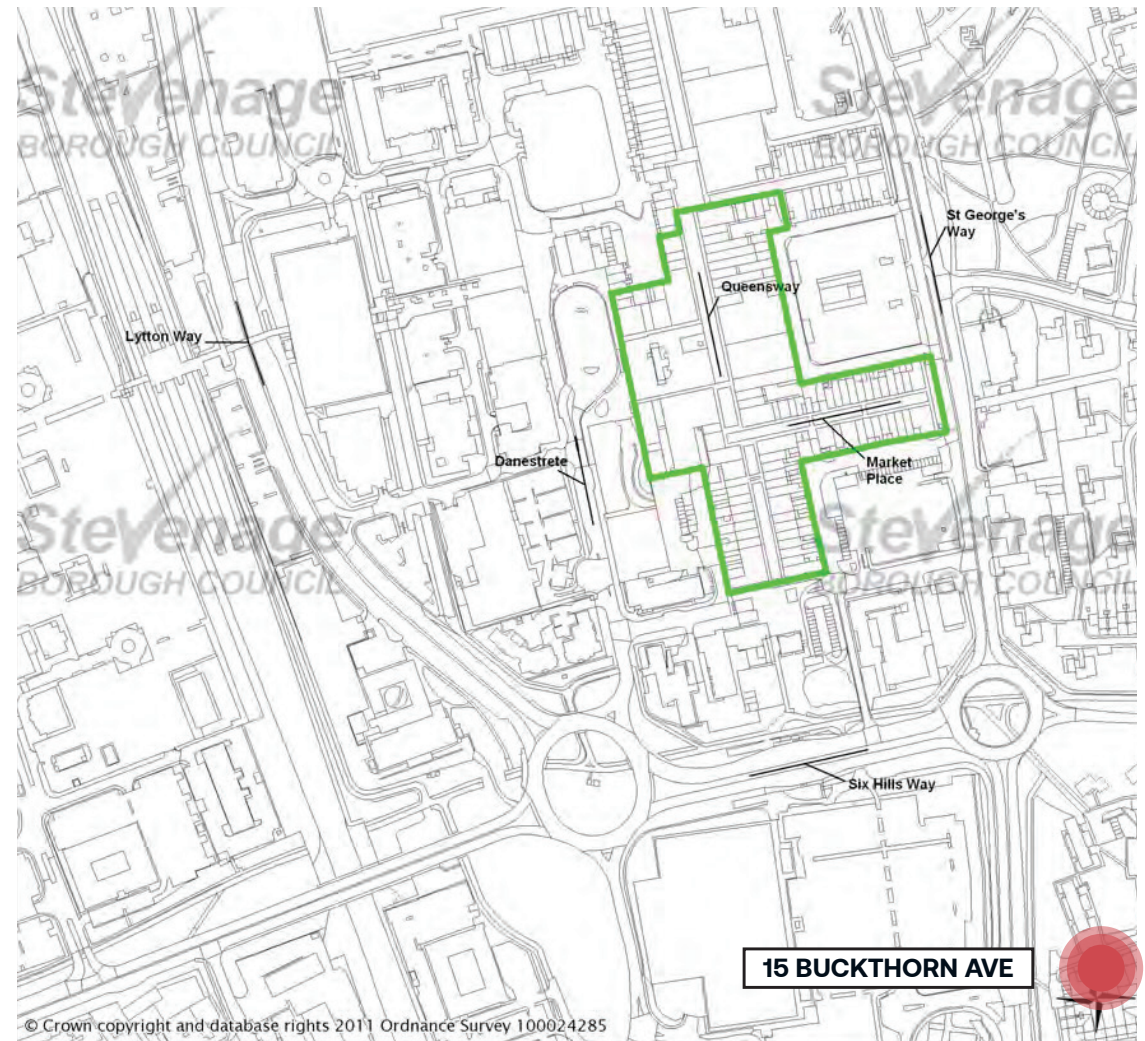 Stevenage
BOROUGH COUNCIL
Stevenage
BOROUGH COUNCIL
St George's
Way
Queensway
Lytton Way
Danestrete
Market
Place
Stevenage
BOROUGH COUNCIL
Stevenage
BOROUGH COUNCIL
Six Hills Way
15 BUCKTHORN AVE
© Crown copyright and database rights 2011 Ordnance Survey 100024285